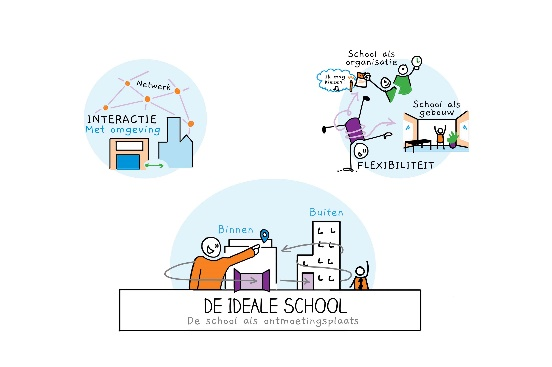 Netwerk
INTERACTIE
Met omgeving
School als
organisatie
Ik mag
kiezen
School als
gebouw
FLEXIBILITEIT
Binnen
Buiten
DE IDEALE SCHOOL
De school als ontmoetingsplaats